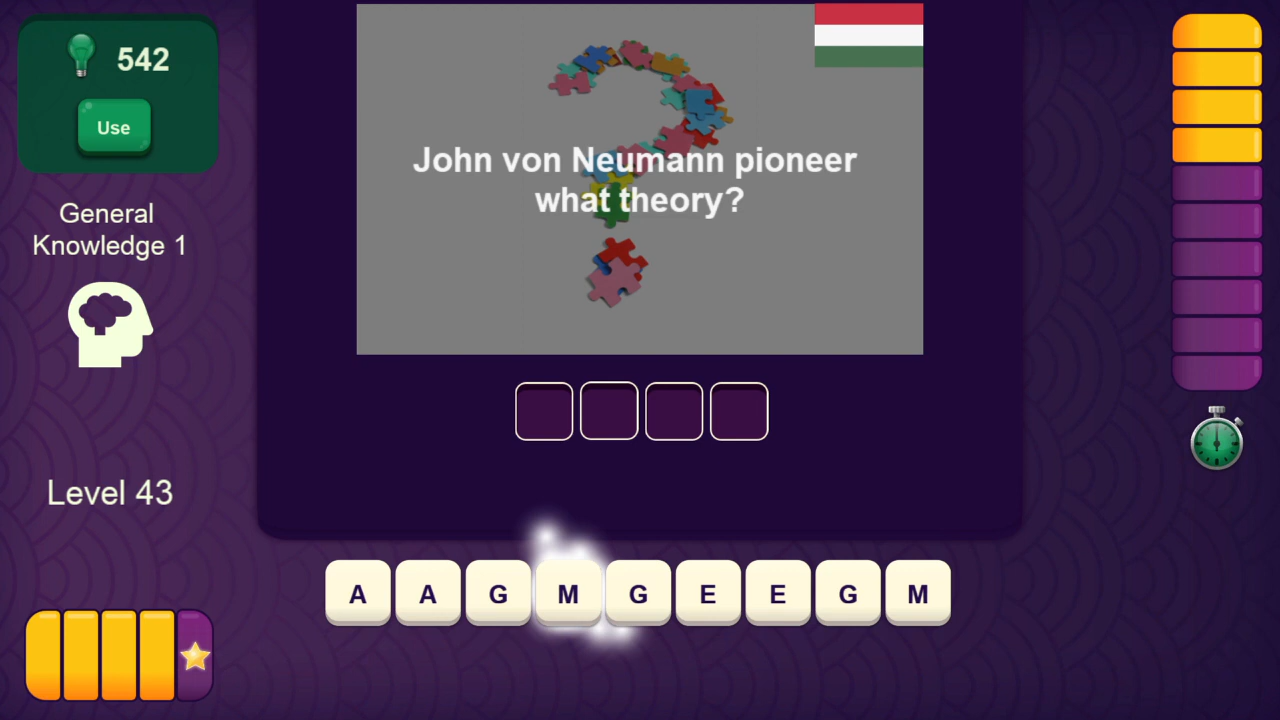 542
Use
General
Knowledge 1
Level 43
John von Neumann pioneer
what theory?
A A G M G E E G M